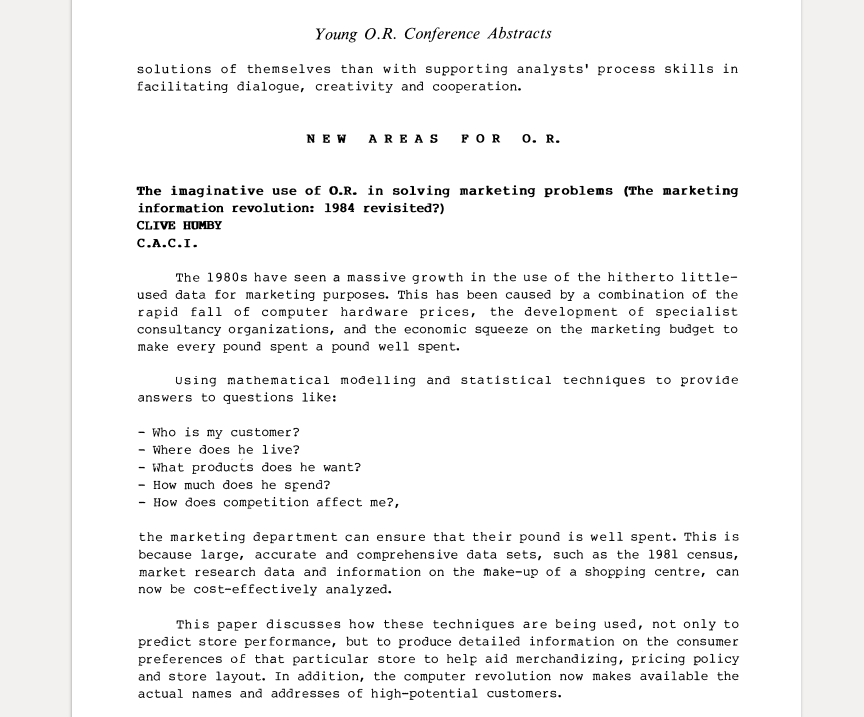 Young O.R. Conference Abstracts
solutions of themselves than with supporting analysts' process skills in
facilitating dialogue, creativity and cooperation.
NEW AREAS FOR O.R.
The imaginative use of O.R. in solving marketing problems (The marketing
information revolution: 1984 revisited?)
CLIVE HUMBY
C.A.C.I.
The 1980s have seen a massive growth in the use of the hitherto little-
used data for marketing purposes. This has been caused by a combination of the
rapid fall of computer hardware prices, the development of specialist
consultancy organizations, and the economic squeeze on the marketing budget to
make every pound spent a pound well spent.
Using mathematical modelling and statistical techniques to provide
answers to questions like:
- Who is my customer?
- Where does he live?
- What products does he want?
- How much does he spend?
- How does competition affect me?,
the marketing department can ensure that their pound is well spent. This is
because large, accurate and comprehensive data sets, such as the 1981 census,
market research data and information on the make-up of a shopping centre, can
now be cost-effectively analyzed.
This paper discusses how these techniques are being used, not only to
predict store performance, but to produce detailed information on the consumer
preferences of that particular store to help aid merchandizing, pricing policy
and store layout. In addition, the computer revolution now makes available the
actual names and addresses of high-potential customers.